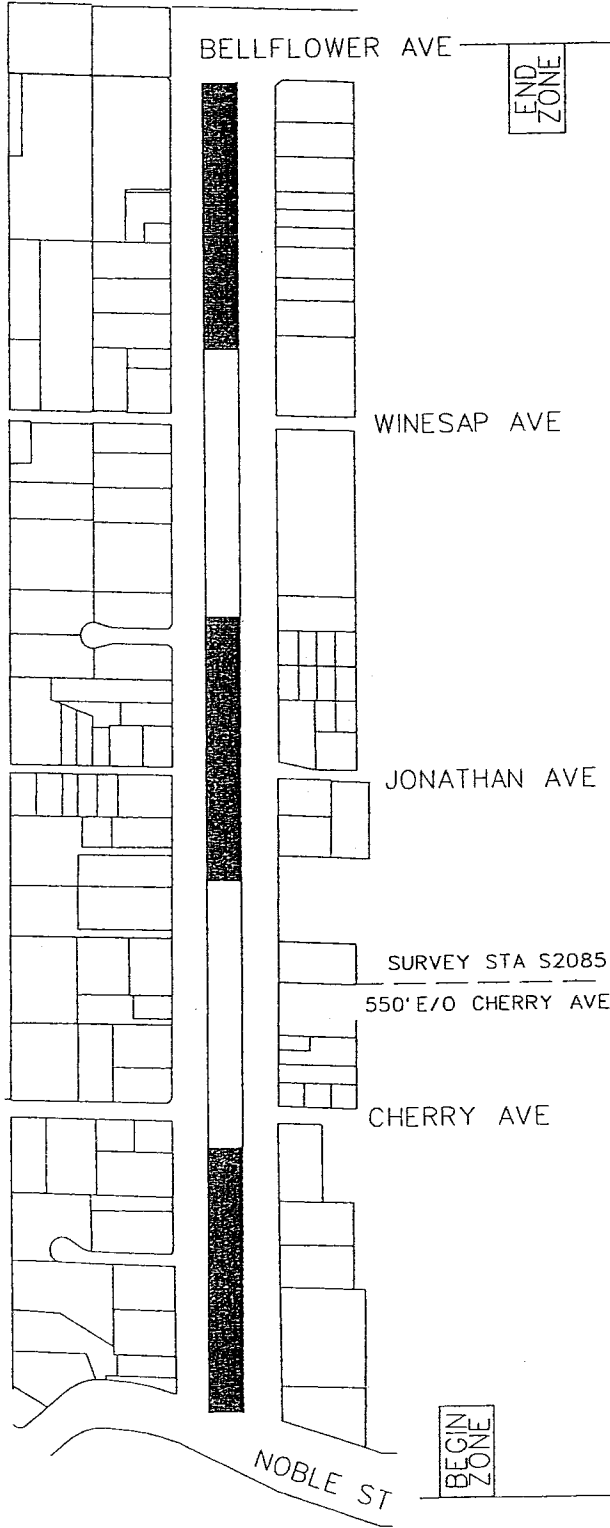 BELLFLOWER AVE
END
ZONE
WINESAP AVE
JONATHAN AVE
SURVEY STA S2085
550' E/O CHERRY AVE
CHERRY AVE
BEGIN
ZONE
NOBLE ST